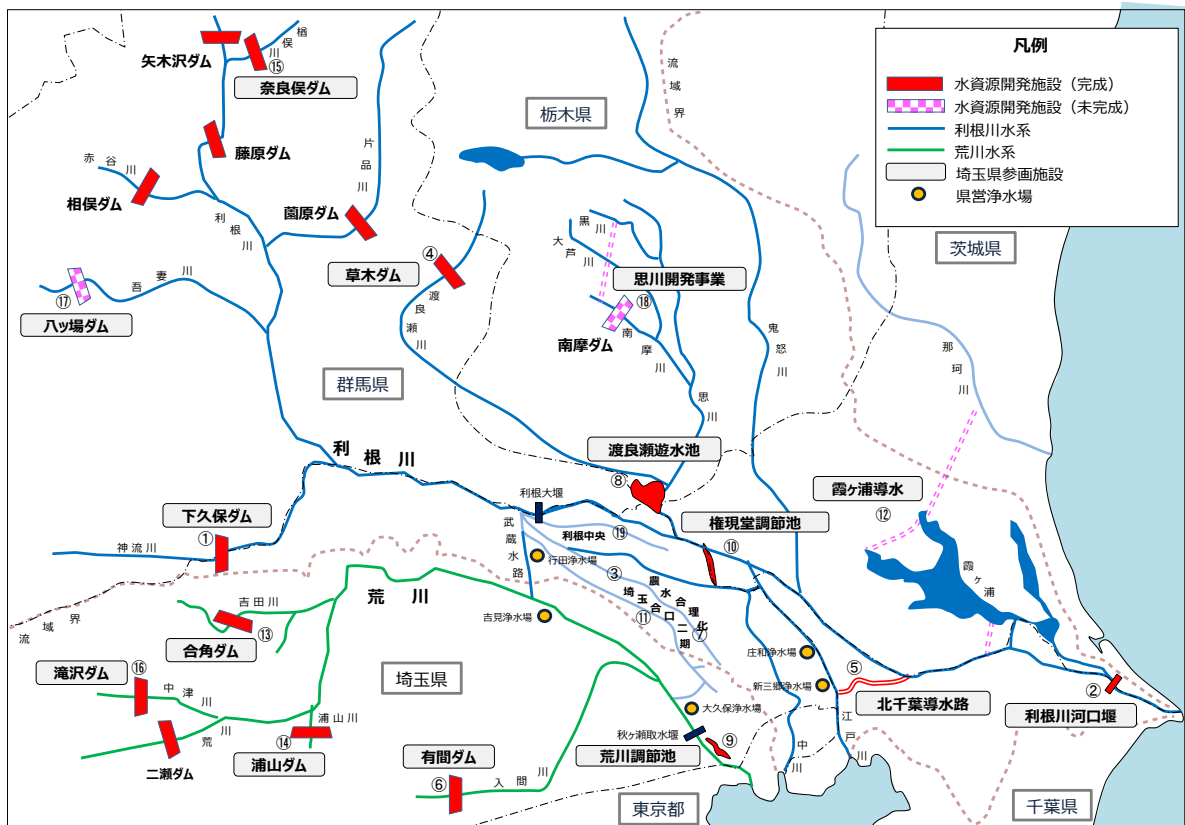 凡例
水資源開発施設（完成）
水資源開発施設（未完成）
利根川水系
荒川水系
埼玉県参画施設
県営浄水場
矢木沢ダム
楢俣川
⑮
奈良俣ダム
流域界
栃木県
藤原ダム
片品川
赤谷川
相俣ダム
利根川
薗原ダム
黒川
大芦川
茨城県
④
草木ダム
渡良瀬川
思川開発事業
⑱
南摩ダム
南摩川
鬼怒川
吾妻川
⑰
八ッ場ダム
那珂川
群馬県
思川
利根川
渡良瀬遊水池
⑧
霞ヶ浦導水
⑫
下久保ダム
①
神流川
利根大堰
武蔵水路
利根中央
⑲
権現堂調節池
⑩
行田浄水場
③
農水合理化
⑦
埼玉合口二期
⑪
霞ヶ浦
流域界
吉田川
⑬
合角ダム
荒川
吉見浄水場
庄和浄水場
新三郷浄水場
⑤
北千葉導水路
②
利根川河口堰
滝沢ダム
⑯
中津川
埼玉県
荒川
浦山川
⑭
二瀬ダム
浦山ダム
大久保浄水場
秋ヶ瀬取水堰
⑨
荒川調節池
有間ダム
⑥
入間川
中川
江戸川
東京都
千葉県